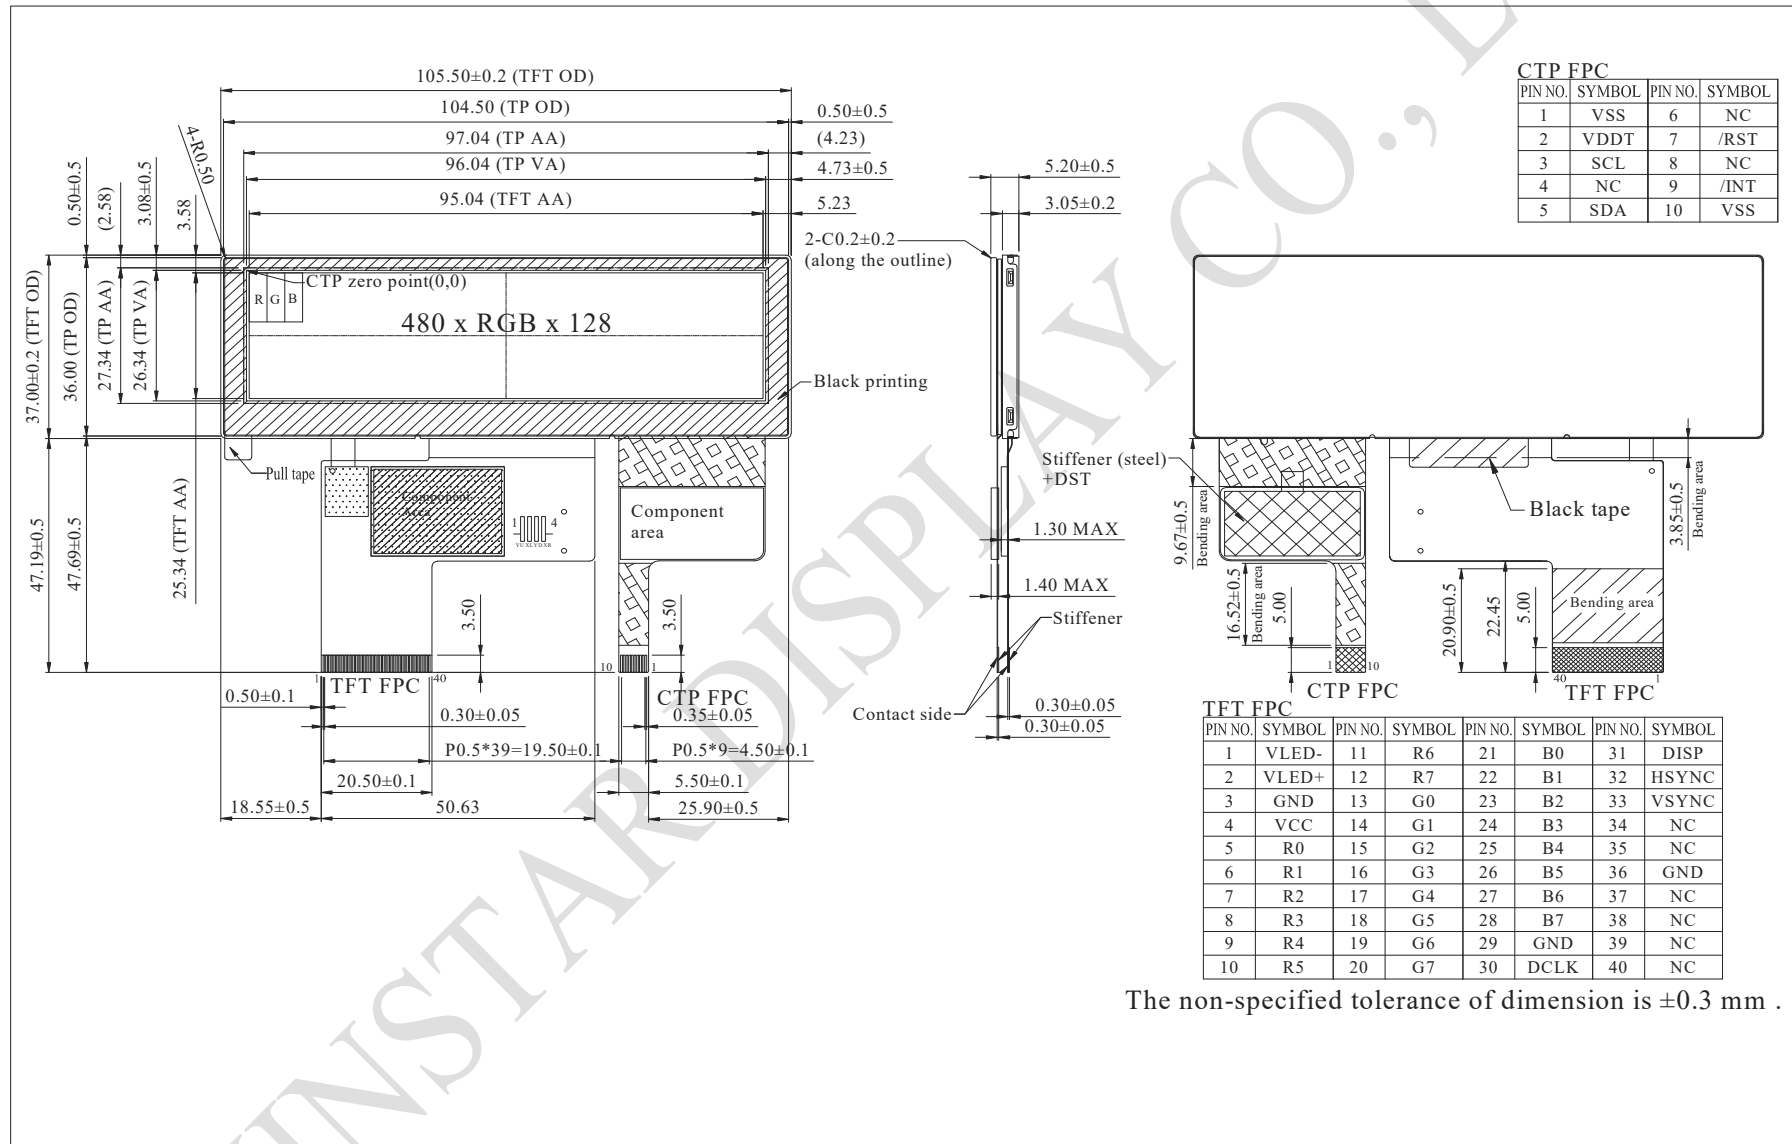 105.50±0.2 (TFT OD)
104.50 (TP OD)
0.50±0.5
97.04 (TP AA)
(4.23)
96.04 (TP VA)
4.73±0.5
95.04 (TFT AA)
5.23
4-R0.50
0.50±0.5
(2.58)
3.08±0.5
3.58
37.00±0.2 (TFT OD)
36.00 (TP OD)
27.34 (TP AA)
26.34 (TP VA)
25.34 (TFT AA)
47.19±0.5
47.69±0.5
CTP zero point(0,0)
R G B
480 x RGB x 128
Black printing
Pull tape
Component
Area
1 4
YU XL YD XR
Component
area
3.50
3.50
1 40
TFT FPC
10 1
CTP FPC
0.50±0.1
0.30±0.05
0.35±0.05
P0.5*39=19.50±0.1
P0.5*9=4.50±0.1
20.50±0.1
5.50±0.1
18.55±0.5
50.63
25.90±0.5
5.20±0.5
3.05±0.2
2-C0.2±0.2
(along the outline)
Stiffener (steel)
+DST
1.30 MAX
1.40 MAX
Stiffener
Contact side
0.30±0.05
0.30±0.05
9.67±0.5
Bending area
16.52±0.5
Bending area
5.00
Black tape
3.85±0.5
Bending area
20.90±0.5
22.45
5.00
Bending area
1 10
CTP FPC
40 1
TFT FPC
CTP FPC
PIN NO. SYMBOL PIN NO. SYMBOL
1 VSS 6 NC
2 VDDT 7 /RST
3 SCL 8 NC
4 NC 9 /INT
5 SDA 10 VSS
TFT FPC
PIN NO. SYMBOL PIN NO. SYMBOL PIN NO. SYMBOL PIN NO. SYMBOL
1 VLED- 11 R6 21 B0 31 DISP
2 VLED+ 12 R7 22 B1 32 HSYNC
3 GND 13 G0 23 B2 33 VSYNC
4 VCC 14 G1 24 B3 34 NC
5 R0 15 G2 25 B4 35 NC
6 R1 16 G3 26 B5 36 GND
7 R2 17 G4 27 B6 37 NC
8 R3 18 G5 28 B7 38 NC
9 R4 19 G6 29 GND 39 NC
10 R5 20 G7 30 DCLK 40 NC
The non-specified tolerance of dimension is ±0.3 mm .
INSTAR DISPLAY CO., L